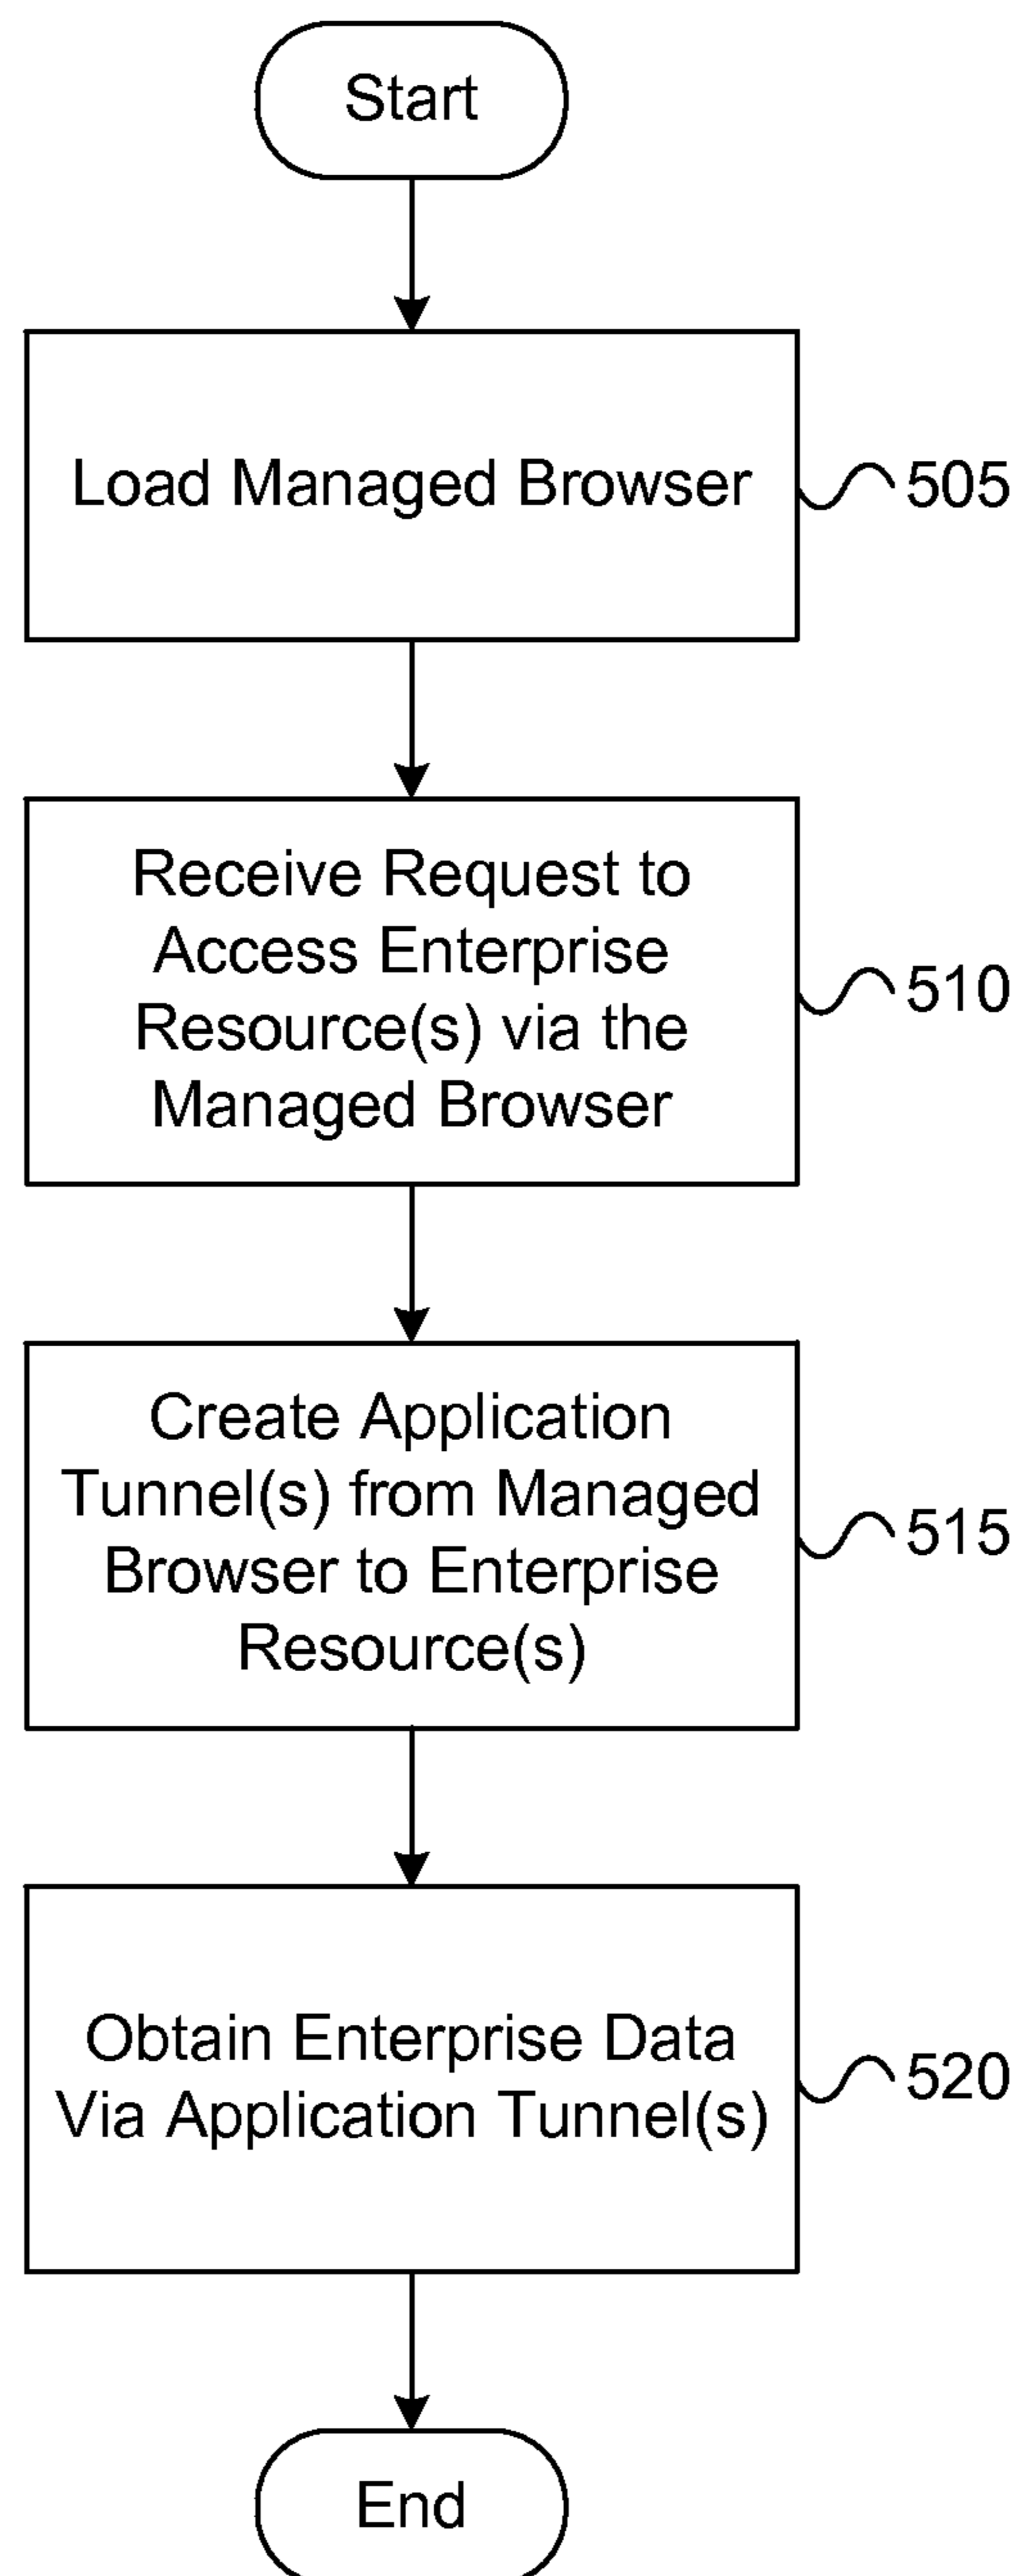 Start
Load Managed Browser
505
Receive Request to
Access Enterprise
Resource(s) via the
Managed Browser
510
Create Application
Tunnel(s) from Managed
Browser to Enterprise
Resource(s)
515
Obtain Enterprise Data
Via Application Tunnel(s)
520
End